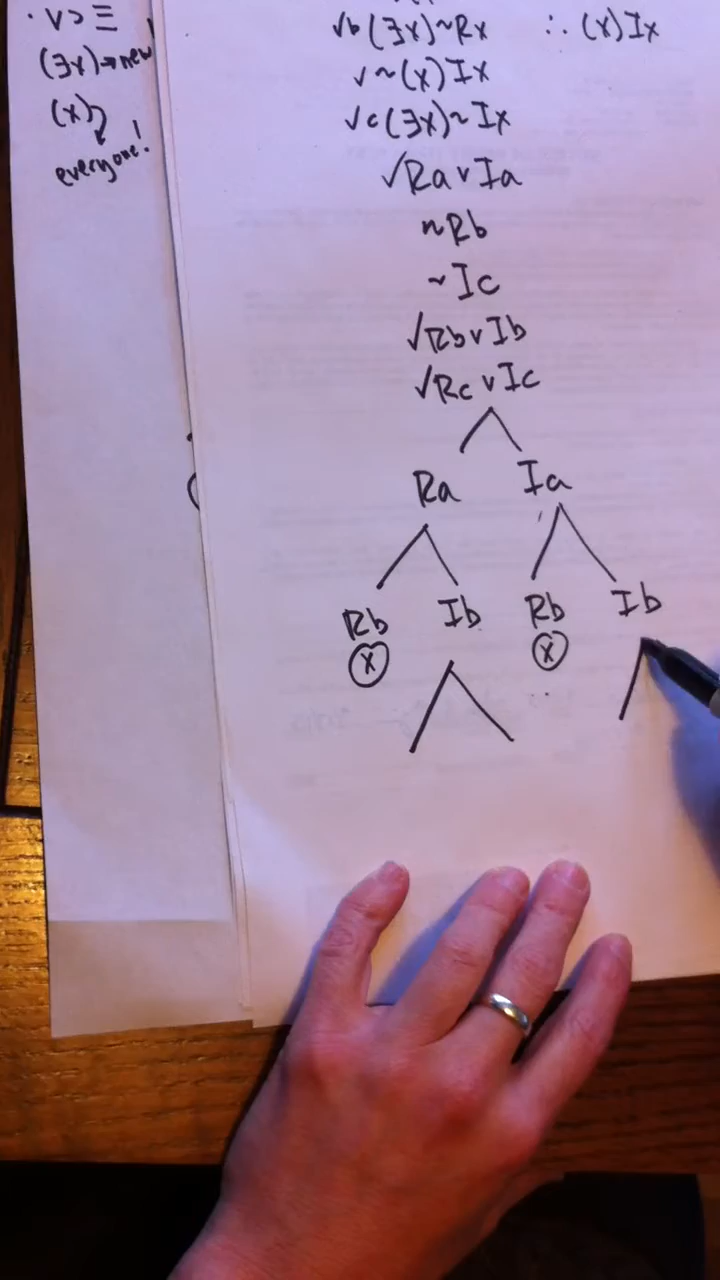 · v ⊃ ≡
(∃x)→new!
(x)
everyone!
√b (∃x)~Rx ∴ (x)Ix
√~(x)Ix
√c(∃x)~Ix
√Ra v Ia
~Rb
~Ic
√Rb v Ib
√Rc v Ic
Ra Ia
Rb Ib Rb Ib
X X